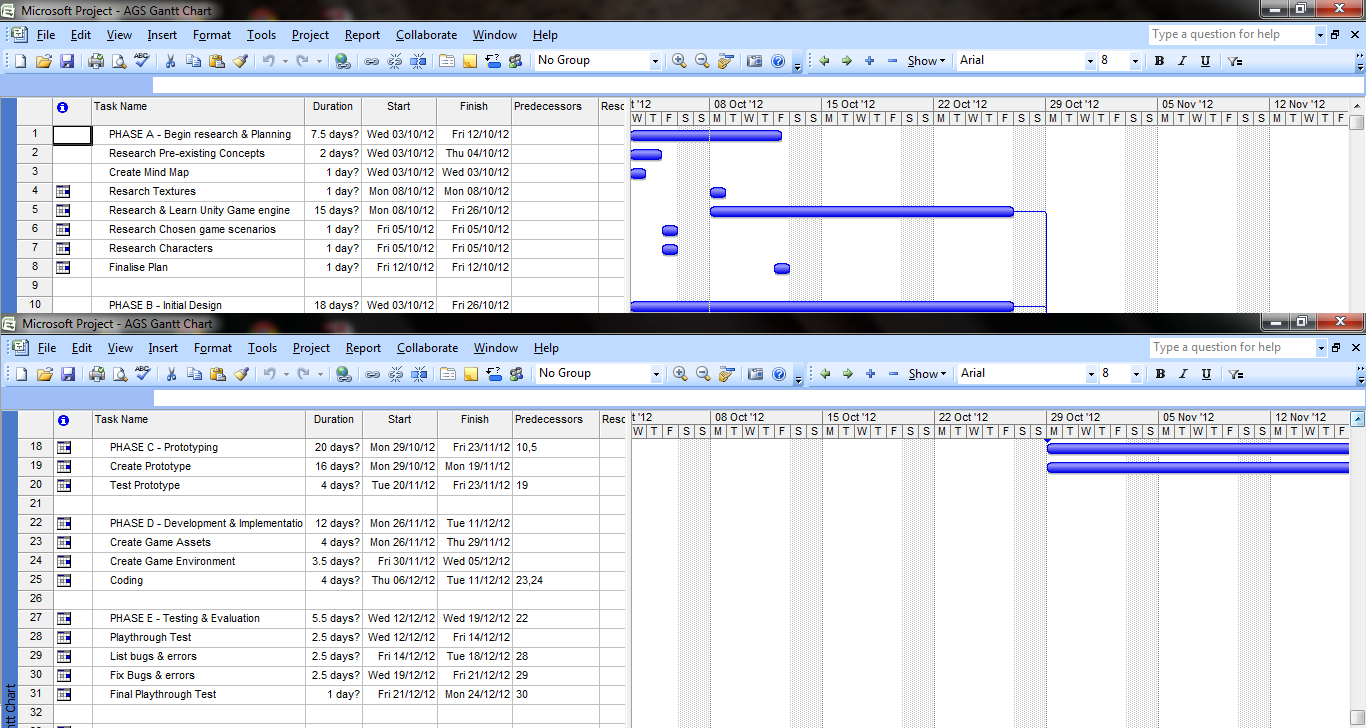 Microsoft Project - AGS Gantt Chart
File Edit View Insert Format Tools Project Report Collaborate Window Help Type a question for help
No Group Show Arial 8 B I U
Task Name Duration Start Finish Predecessors Resc t '12 08 Oct '12 15 Oct '12 22 Oct '12 29 Oct '12 05 Nov '12 12 Nov '12
W T F S S M T W T F S S M T W T F S S M T W T F S S M T W T F S S M T W T F S S M T W T F
1 PHASE A - Begin research & Planning 7.5 days? Wed 03/10/12 Fri 12/10/12
2 Research Pre-existing Concepts 2 days? Wed 03/10/12 Thu 04/10/12
3 Create Mind Map 1 day? Wed 03/10/12 Wed 03/10/12
4 Resarch Textures 1 day? Mon 08/10/12 Mon 08/10/12
5 Research & Learn Unity Game engine 15 days? Mon 08/10/12 Fri 26/10/12
6 Research Chosen game scenarios 1 day? Fri 05/10/12 Fri 05/10/12
7 Research Characters 1 day? Fri 05/10/12 Fri 05/10/12
8 Finalise Plan 1 day? Fri 12/10/12 Fri 12/10/12
9
10 PHASE B - Initial Design 18 days? Wed 03/10/12 Fri 26/10/12
Microsoft Project - AGS Gantt Chart
File Edit View Insert Format Tools Project Report Collaborate Window Help Type a question for help
No Group Show Arial 8 B I U
Task Name Duration Start Finish Predecessors Resc t '12 08 Oct '12 15 Oct '12 22 Oct '12 29 Oct '12 05 Nov '12 12 Nov '12
W T F S S M T W T F S S M T W T F S S M T W T F S S M T W T F S S M T W T F S S M T W T F
18 PHASE C - Prototyping 20 days? Mon 29/10/12 Fri 23/11/12 10,5
19 Create Prototype 16 days? Mon 29/10/12 Mon 19/11/12
20 Test Prototype 4 days? Tue 20/11/12 Fri 23/11/12 19
21
22 PHASE D - Development & Implementatio 12 days? Mon 26/11/12 Tue 11/12/12
23 Create Game Assets 4 days? Mon 26/11/12 Thu 29/11/12
24 Create Game Environment 3.5 days? Fri 30/11/12 Wed 05/12/12
25 Coding 4 days? Thu 06/12/12 Tue 11/12/12 23,24
26
27 PHASE E - Testing & Evaluation 5.5 days? Wed 12/12/12 Wed 19/12/12 22
28 Playthrough Test 2.5 days? Wed 12/12/12 Fri 14/12/12
29 List bugs & errors 2.5 days? Fri 14/12/12 Tue 18/12/12 28
30 Fix Bugs & errors 2.5 days? Wed 19/12/12 Fri 21/12/12 29
31 Final Playthrough Test 1 day? Fri 21/12/12 Mon 24/12/12 30
32
tt Chart